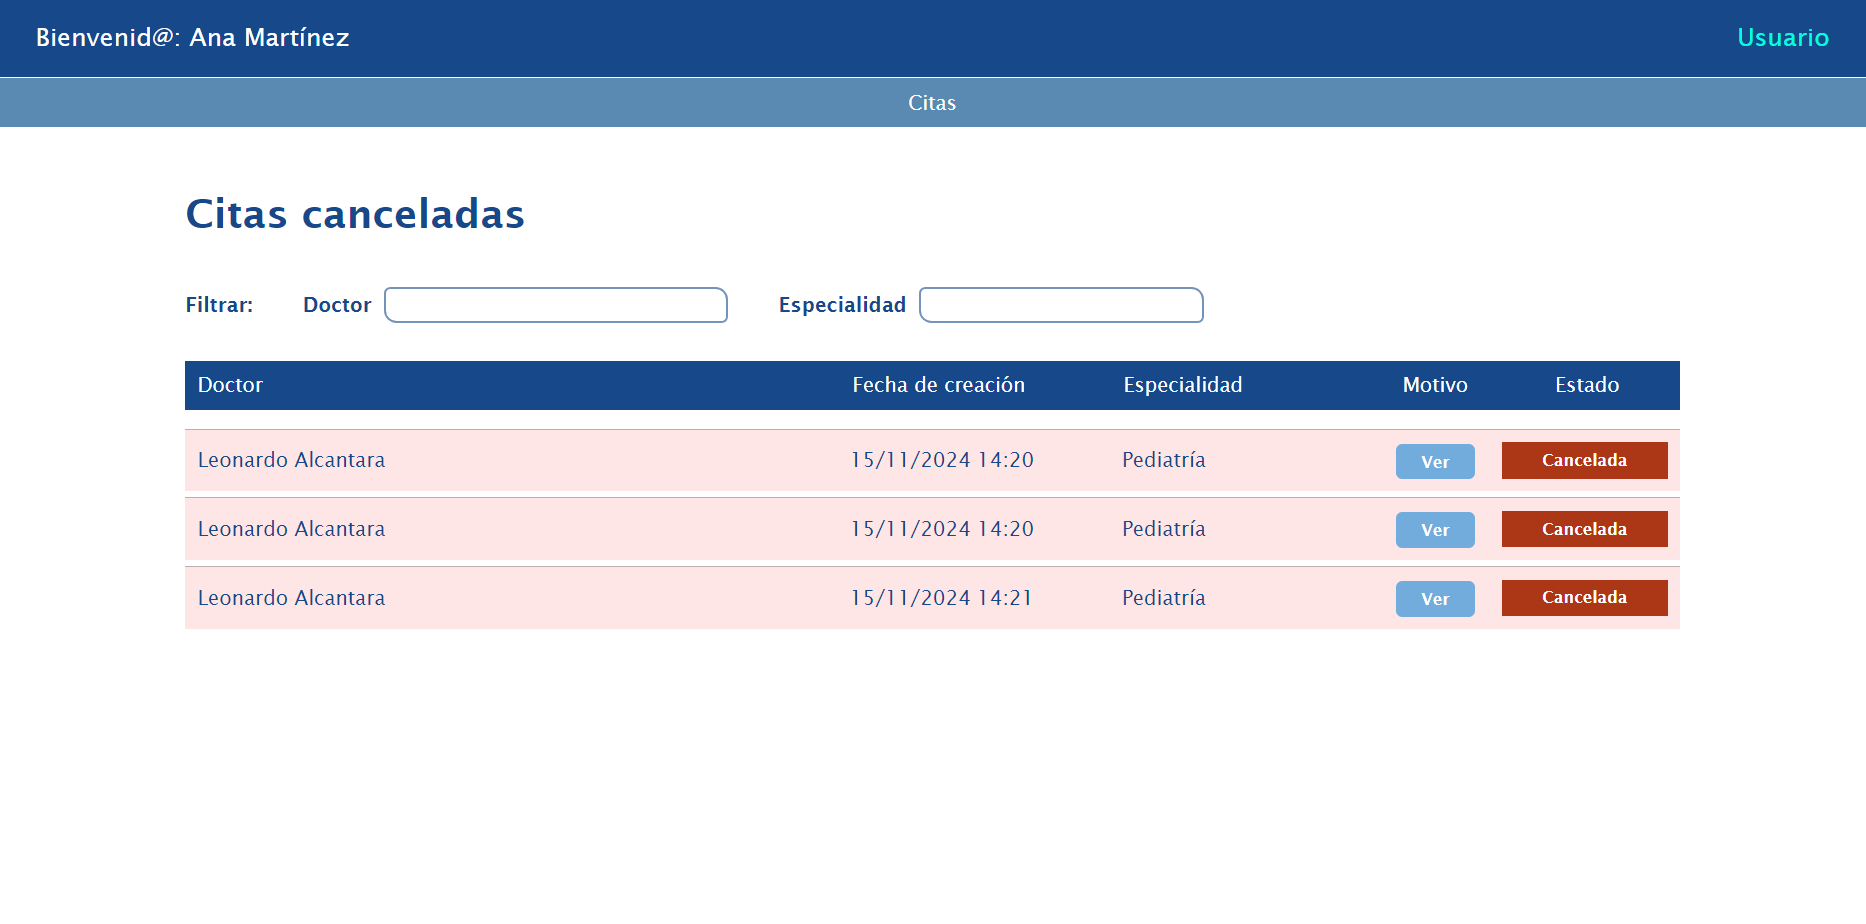 Bienvenid@: Ana Martínez Usuario
Citas
Citas canceladas
Filtrar: Doctor Especialidad
Doctor Fecha de creación Especialidad Motivo Estado
Leonardo Alcantara 15/11/2024 14:20 Pediatría Ver Cancelada
Leonardo Alcantara 15/11/2024 14:20 Pediatría Ver Cancelada
Leonardo Alcantara 15/11/2024 14:21 Pediatría Ver Cancelada